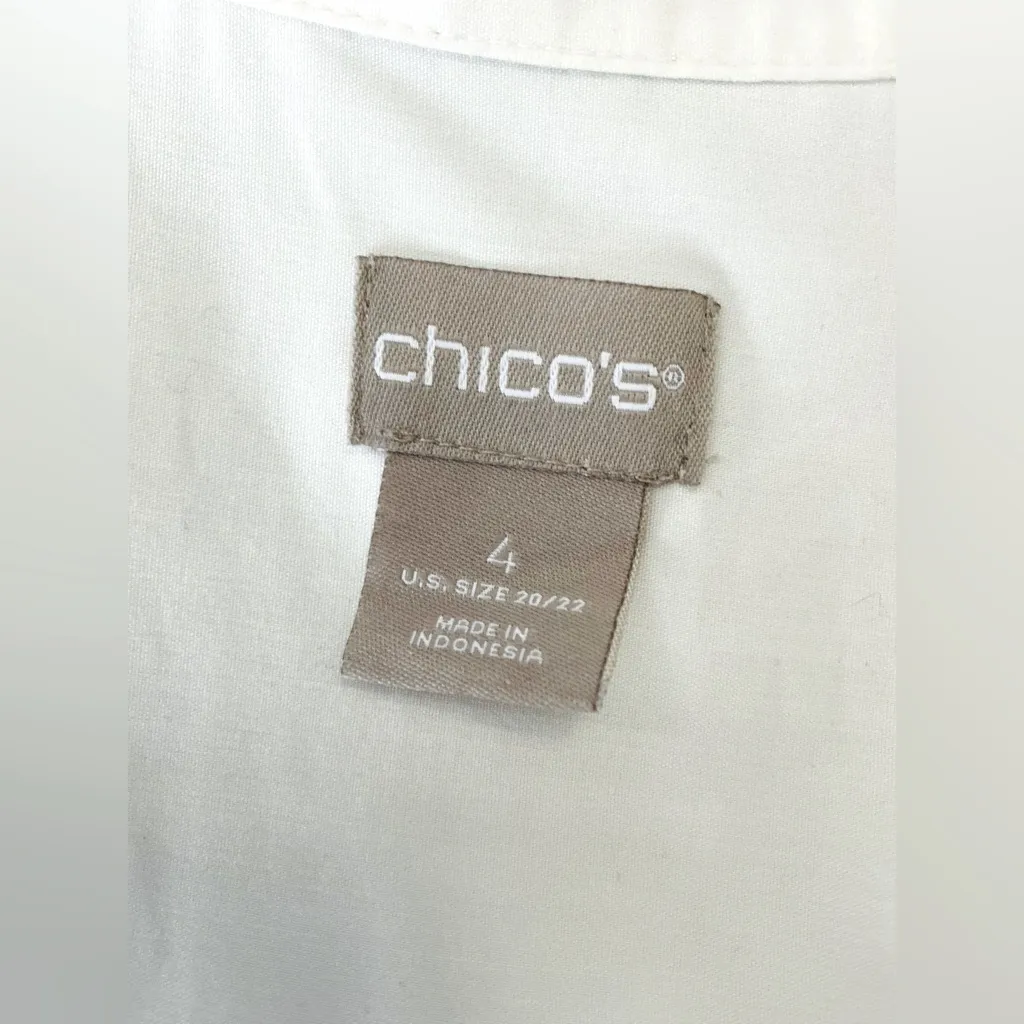 chico's®
4
U.S. SIZE 20/22
MADE IN
INDONESIA